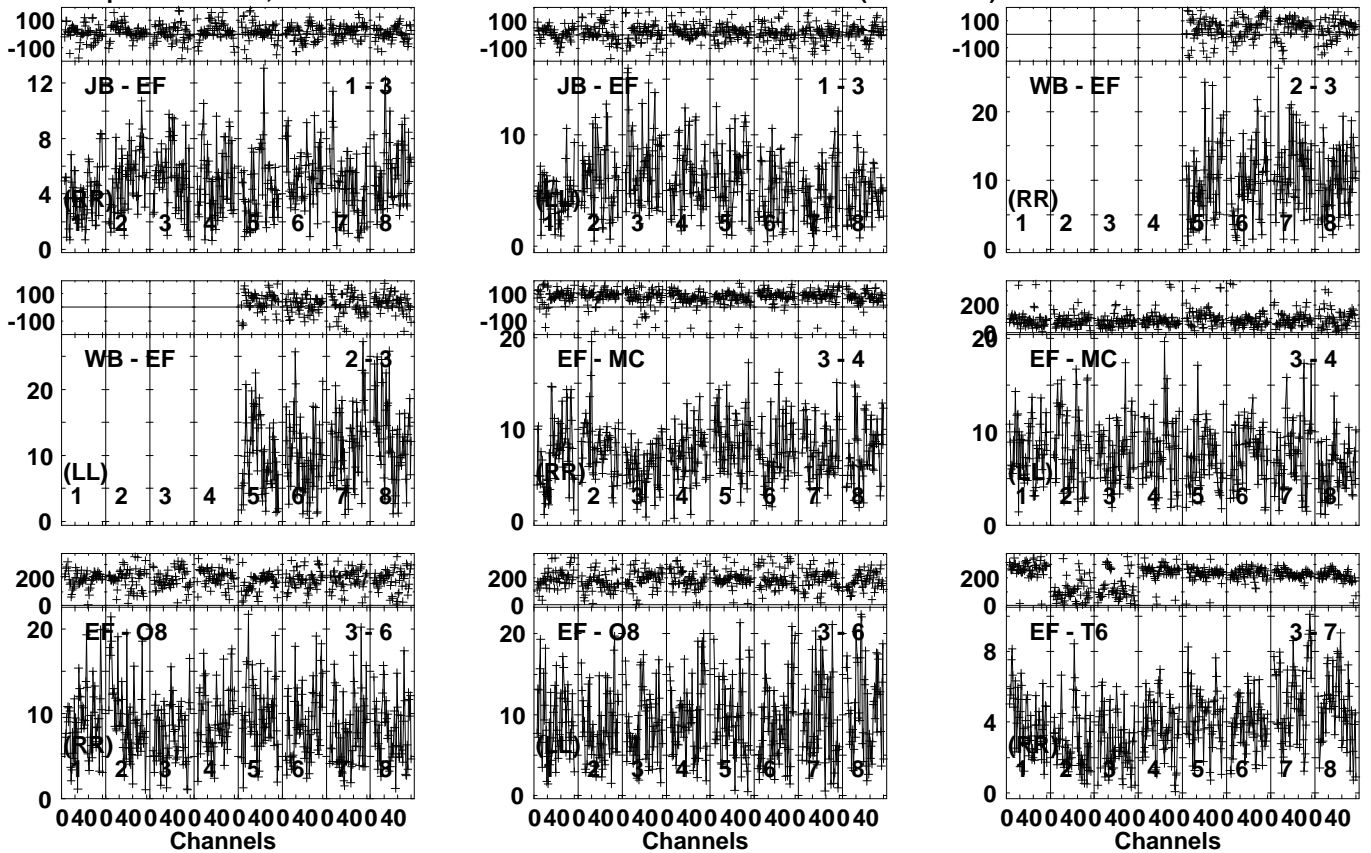 100 100 100
-100 -100 -100
12 JB - EF 1 - 3 JB - EF 1 - 3 20 WB - EF 2 - 3
8 10 10
4 (RR) (LL) (RR)
1 2 3 4 5 6 7 8 1 2 3 4 5 6 7 8 1 2 3 4 5 6 7 8
0 0 0
100 100 200
-100 -100 0
20 WB - EF 2 - 3 20 EF - MC 3 - 4 20 EF - MC 3 - 4
10 10 10
(LL) (RR) (LL)
1 2 3 4 5 6 7 8 1 2 3 4 5 6 7 8 1 2 3 4 5 6 7 8
0 0 0
200 200 200
0 0 0
20 EF - O8 3 - 6 20 EF - O8 3 - 6 8 EF - T6 3 - 7
10 10 4
(RR) (LL) (RR)
1 2 3 4 5 6 7 8 1 2 3 4 5 6 7 8 1 2 3 4 5 6 7 8
0 0 0
0 40 0 40 0 40 0 40 0 40 0 40 0 40 0 40 0 40 0 40 0 40 0 40 0 40 0 40 0 40 0 40 0 40 0 40 0 40 0 40 0 40 0 40 0 40 0 40
Channels Channels Channels